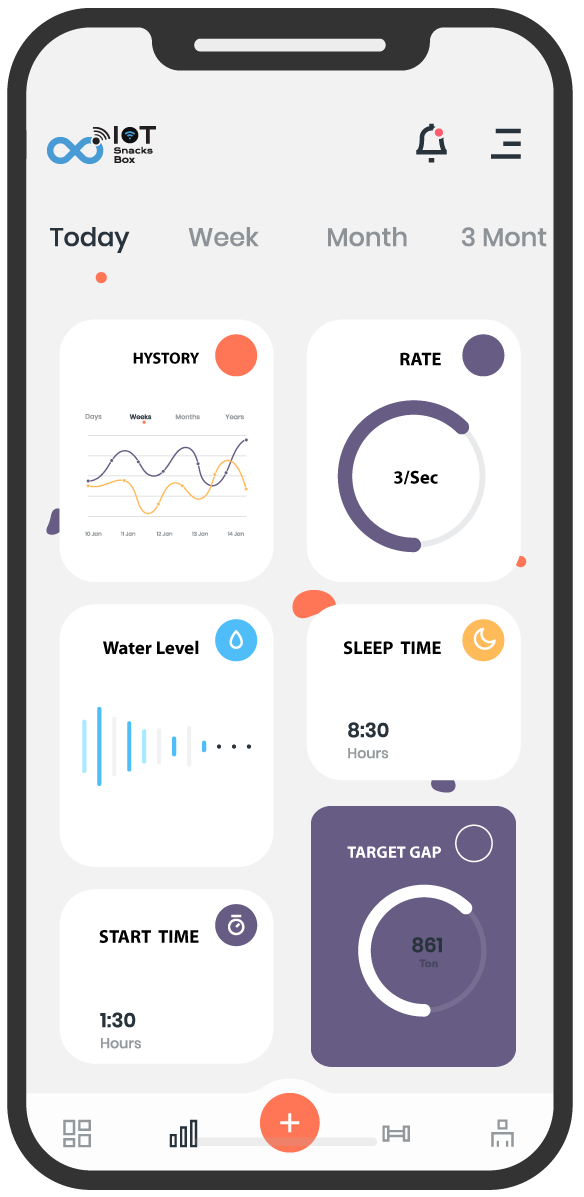 IOT
Snacks
Box
Today Week Month 3 Mont
HYSTORY
Days Weeks Months Years
10 Jan 11 Jan 12 Jan 13 Jan 14 Jan
RATE
3/Sec
Water Level
SLEEP TIME
8:30
Hours
START TIME
1:30
Hours
TARGET GAP
861
Ton